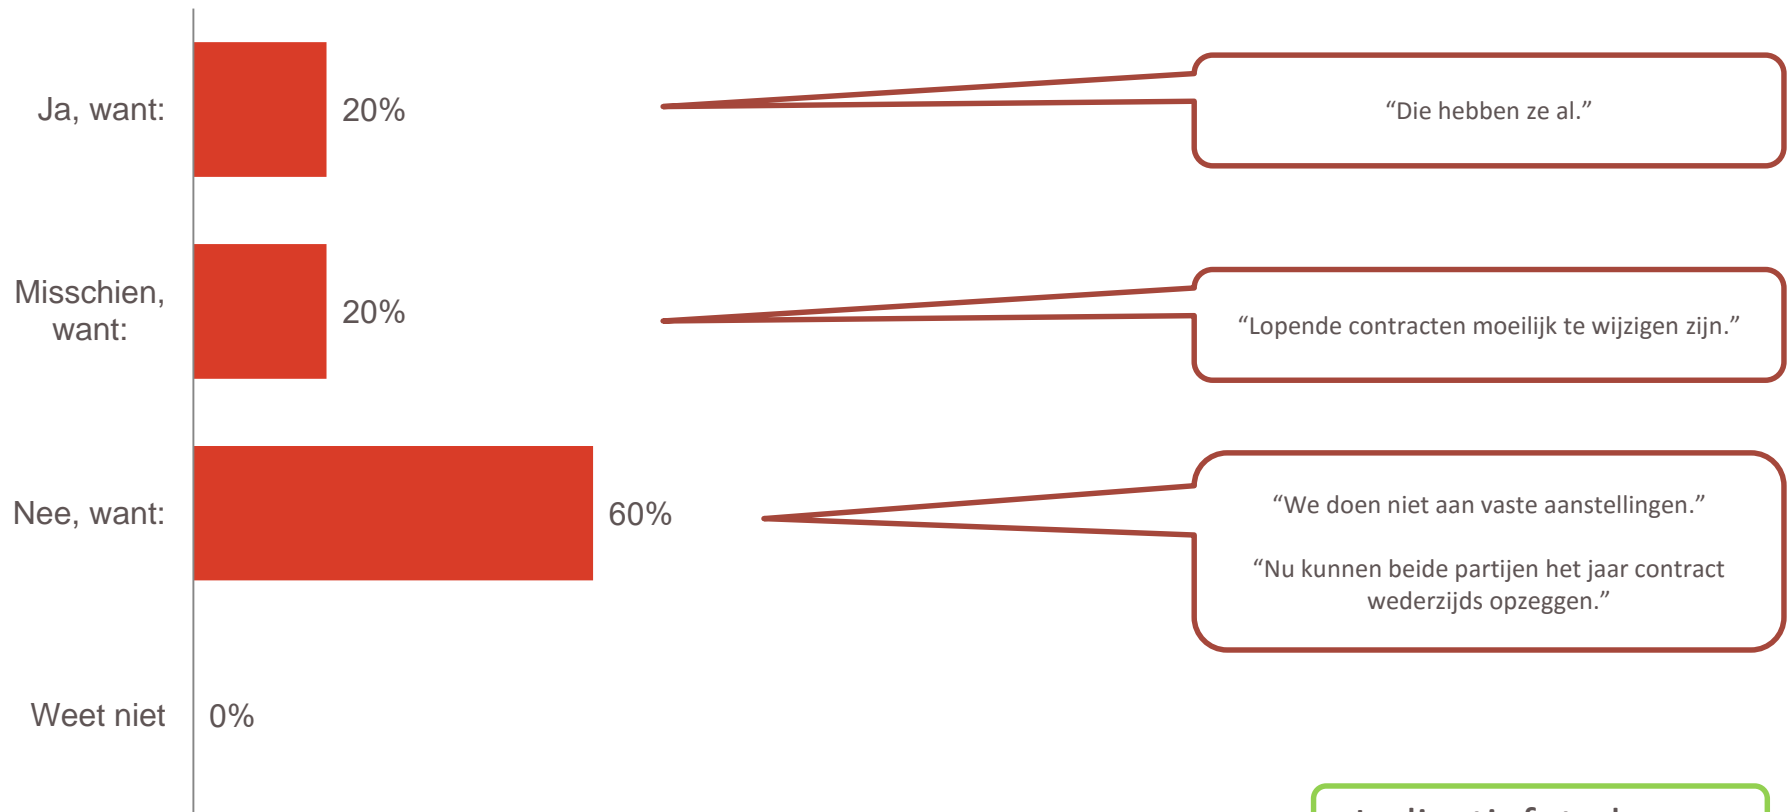 Ja, want:
20%
“Die hebben ze al.”
Misschien,
want:
20%
“Lopende contracten moeilijk te wijzigen zijn.”
Nee, want:
60%
“We doen niet aan vaste aanstellingen.”
“Nu kunnen beide partijen het jaar contract
wederzijds opzeggen.”
Weet niet
0%